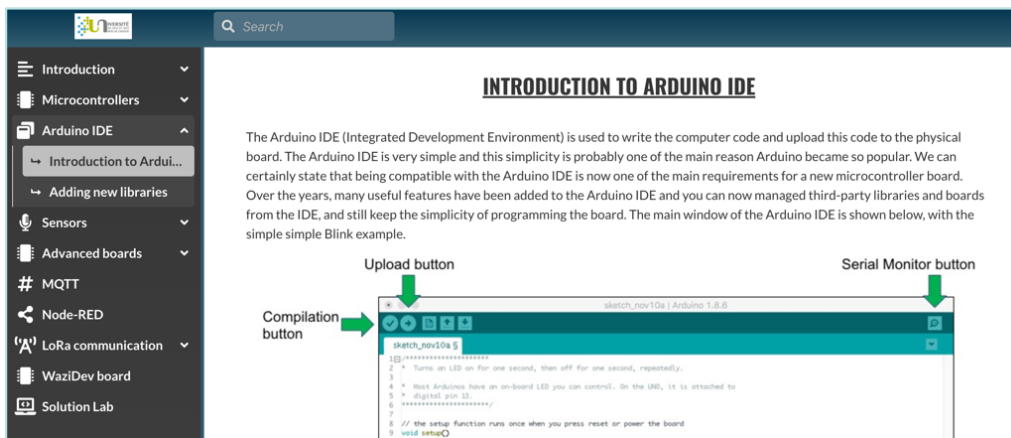 UNIVERSITÉ
Search
Introduction
Microcontrollers
Arduino IDE
Introduction to Ardui...
Adding new libraries
Sensors
Advanced boards
MQTT
Node-RED
LoRa communication
WaziDev board
Solution Lab
INTRODUCTION TO ARDUINO IDE
The Arduino IDE (Integrated Development Environment) is used to write the computer code and upload this code to the physical
board. The Arduino IDE is very simple and this simplicity is probably one of the main reason Arduino became so popular. We can
certainly state that being compatible with the Arduino IDE is now one of the main requirements for a new microcontroller board.
Over the years, many useful features have been added to the Arduino IDE and you can now managed third-party libraries and boards
from the IDE, and still keep the simplicity of programming the board. The main window of the Arduino IDE is shown below, with the
simple simple Blink example.
Upload button
Serial Monitor button
Compilation
button
sketch_nov10a | Arduino 1.8.6
sketch_nov10a §
1 /**********************
2 * Turns an LED on for one second, then off for one second, repeatedly.
3
4 * Most Arduinos have an on-board LED you can control. On the UNO, it is attached to
5 * digital pin 13.
6 **********************/
7
8 // the setup function runs once when you press reset or power the board
9 void setup()